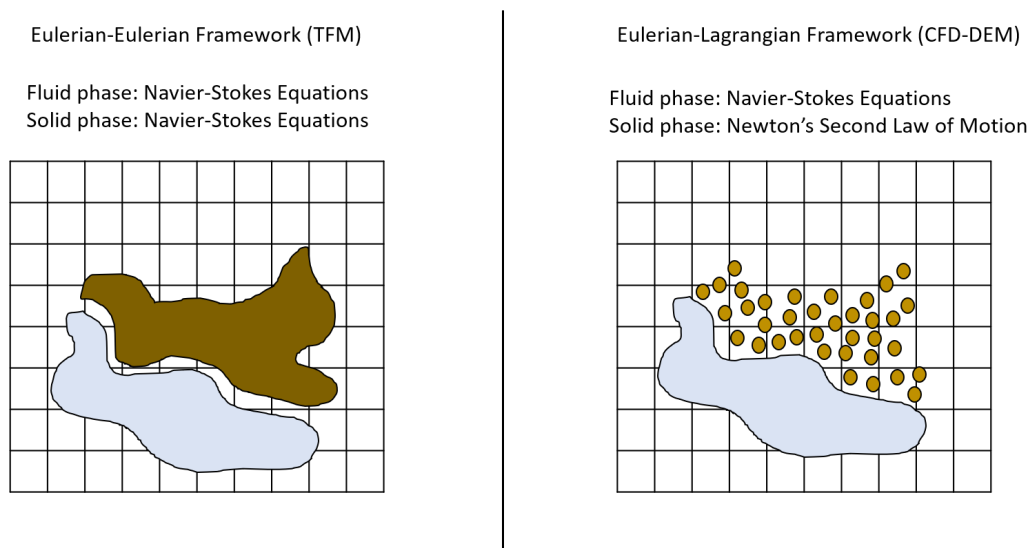 Eulerian-Eulerian Framework (TFM)
Fluid phase: Navier-Stokes Equations
Solid phase: Navier-Stokes Equations
Eulerian-Lagrangian Framework (CFD-DEM)
Fluid phase: Navier-Stokes Equations
Solid phase: Newton’s Second Law of Motion